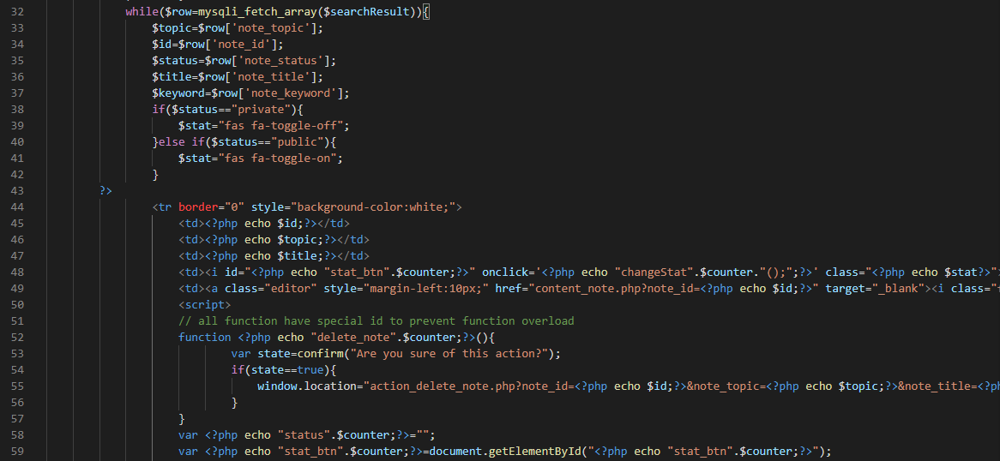 32 while($row=mysqli_fetch_array($searchResult)){
33 $topic=$row['note_topic'];
34 $id=$row['note_id'];
35 $status=$row['note_status'];
36 $title=$row['note_title'];
37 $keyword=$row['note_keyword'];
38 if($status=="private"){
39 $stat="fas fa-toggle-off";
40 }else if($status=="public"){
41 $stat="fas fa-toggle-on";
42 }
43 ?>
44 <tr border="0" style="background-color:white;">
45 <td><?php echo $id;?></td>
46 <td><?php echo $topic;?></td>
47 <td><?php echo $title;?></td>
48 <td><i id="<?php echo "stat_btn".$counter;?>" onclick='<?php echo "changeStat".$counter."();";?>' class="<?php echo $stat?>"
49 <td><a class="editor" style="margin-left:10px;" href="content_note.php?note_id=<?php echo $id;?>" target="_blank"><i class="
50 <script>
51 // all function have special id to prevent function overload
52 function <?php echo "delete_note".$counter;?>(){
53 var state=confirm("Are you sure of this action?");
54 if(state==true){
55 window.location="action_delete_note.php?note_id=<?php echo $id;?>&note_topic=<?php echo $topic;?>&note_title=<?ph
56 }
57 }
58 var <?php echo "status".$counter;?>="";
59 var <?php echo "stat_btn".$counter;?>=document.getElementById("<?php echo "stat_btn".$counter;?>");